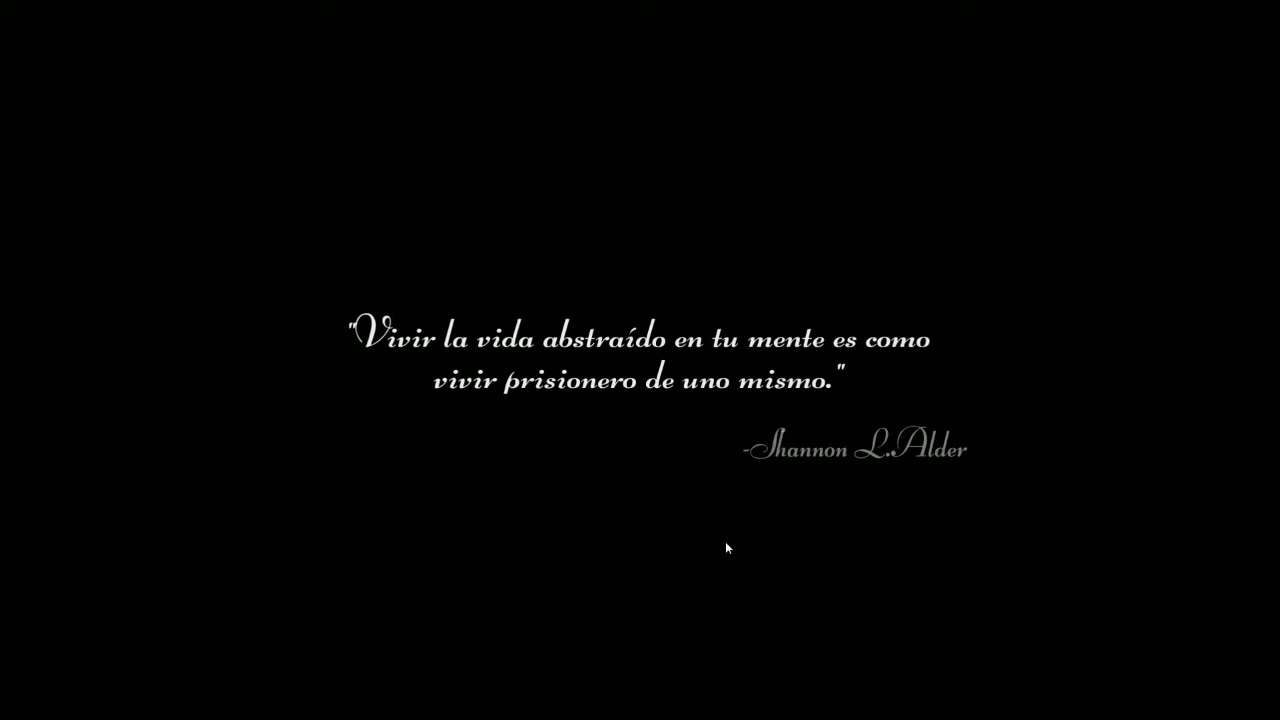 "Vivir la vida abstraído en tu mente es como
vivir prisionero de uno mismo."
-Shannon L.Alder